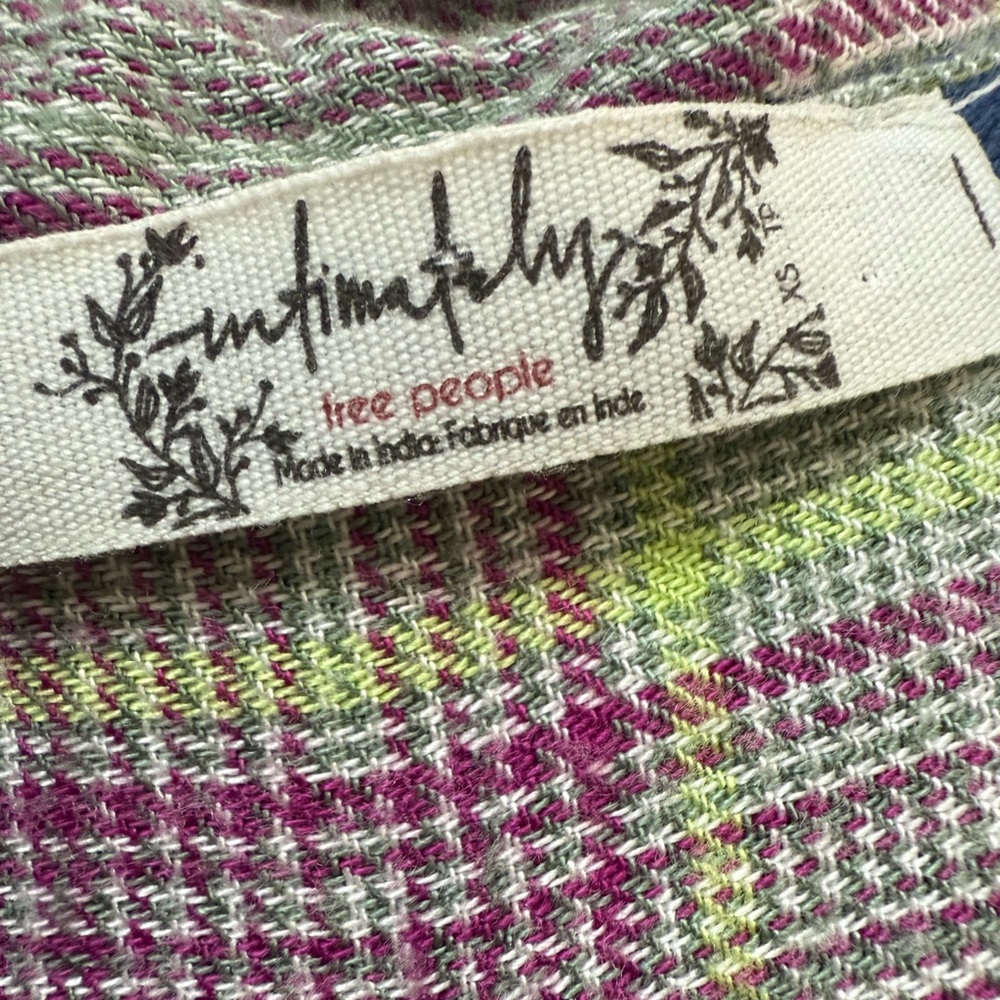 intimately
free people
Made in India: Fabrique en Inde
XS TP